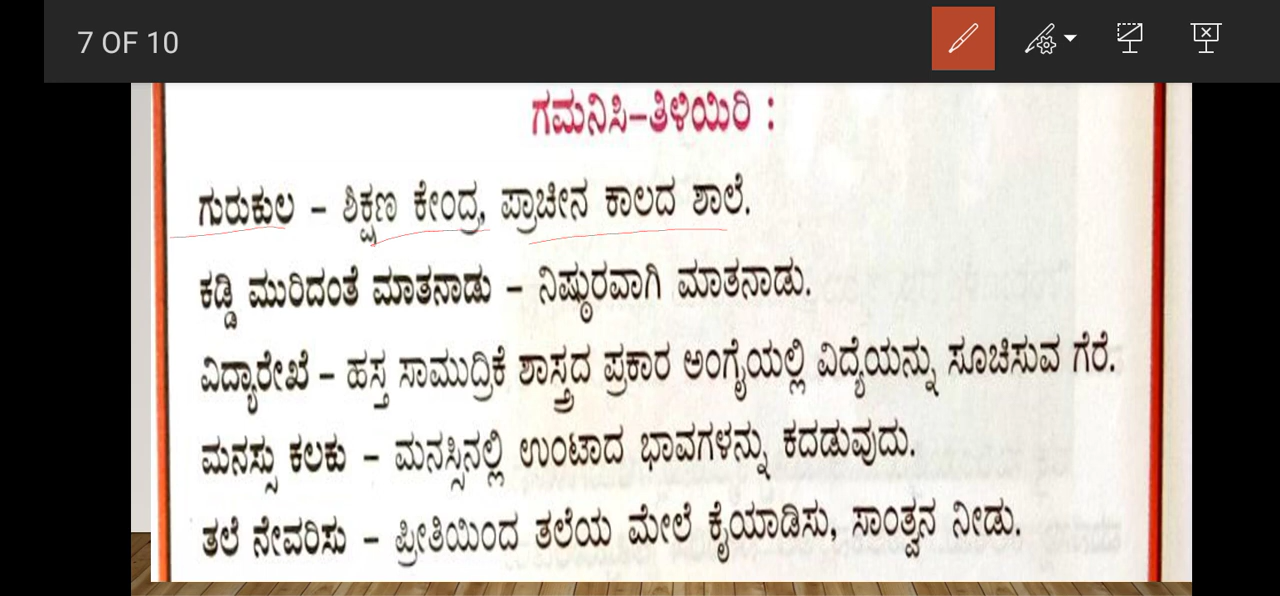 7 OF 10
ಗಮನಿಸಿ–ತಿಳಿಯಿರಿ :
ಗುರುಕುಲ – ಶಿಕ್ಷಣ ಕೇಂದ್ರ, ಪ್ರಾಚೀನ ಕಾಲದ ಶಾಲೆ.
ಕಡ್ಡಿ ಮುರಿದಂತೆ ಮಾತನಾಡು – ನಿಷ್ಠುರವಾಗಿ ಮಾತನಾಡು.
ವಿದ್ಯಾರೇಖೆ – ಹಸ್ತ ಸಾಮುದ್ರಿಕೆ ಶಾಸ್ತ್ರದ ಪ್ರಕಾರ ಅಂಗೈಯಲ್ಲಿ ವಿದ್ಯೆಯನ್ನು ಸೂಚಿಸುವ ಗೆರೆ.
ಮನಸ್ಸು ಕಲಕು – ಮನಸ್ಸಿನಲ್ಲಿ ಉಂಟಾದ ಭಾವಗಳನ್ನು ಕದಡುವುದು.
ತಲೆ ನೇವರಿಸು – ಪ್ರೀತಿಯಿಂದ ತಲೆಯ ಮೇಲೆ ಕೈಯಾಡಿಸು, ಸಾಂತ್ವನ ನೀಡು.